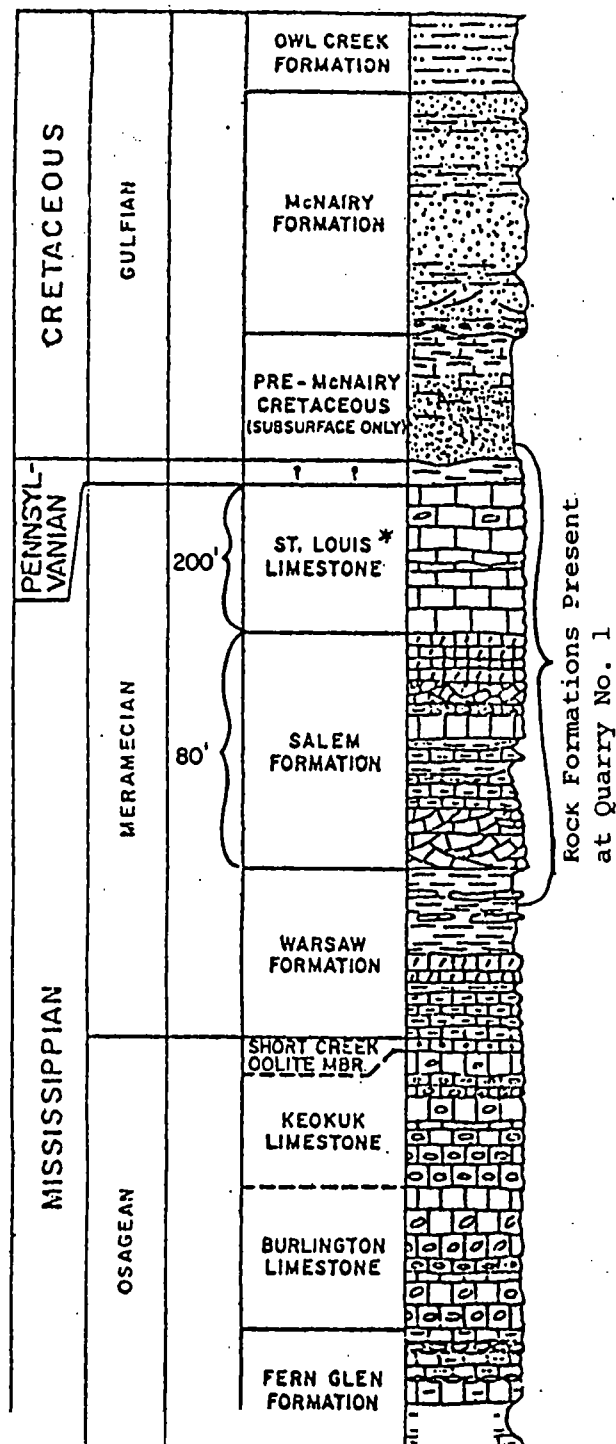 CRETACEOUS
GULFIAN
OWL CREEK
FORMATION
McNAIRY
FORMATION
PRE-McNAIRY
CRETACEOUS
(SUBSURFACE ONLY)
PENNSYL-
VANIAN
? ?
MISSISSIPPIAN
MERAMECIAN
200'
ST. LOUIS *
LIMESTONE
80'
SALEM
FORMATION
WARSAW
FORMATION
Rock Formations Present
at Quarry No. 1
OSAGEAN
SHORT CREEK
OOLITE MBR.
KEOKUK
LIMESTONE
BURLINGTON
LIMESTONE
FERN GLEN
FORMATION